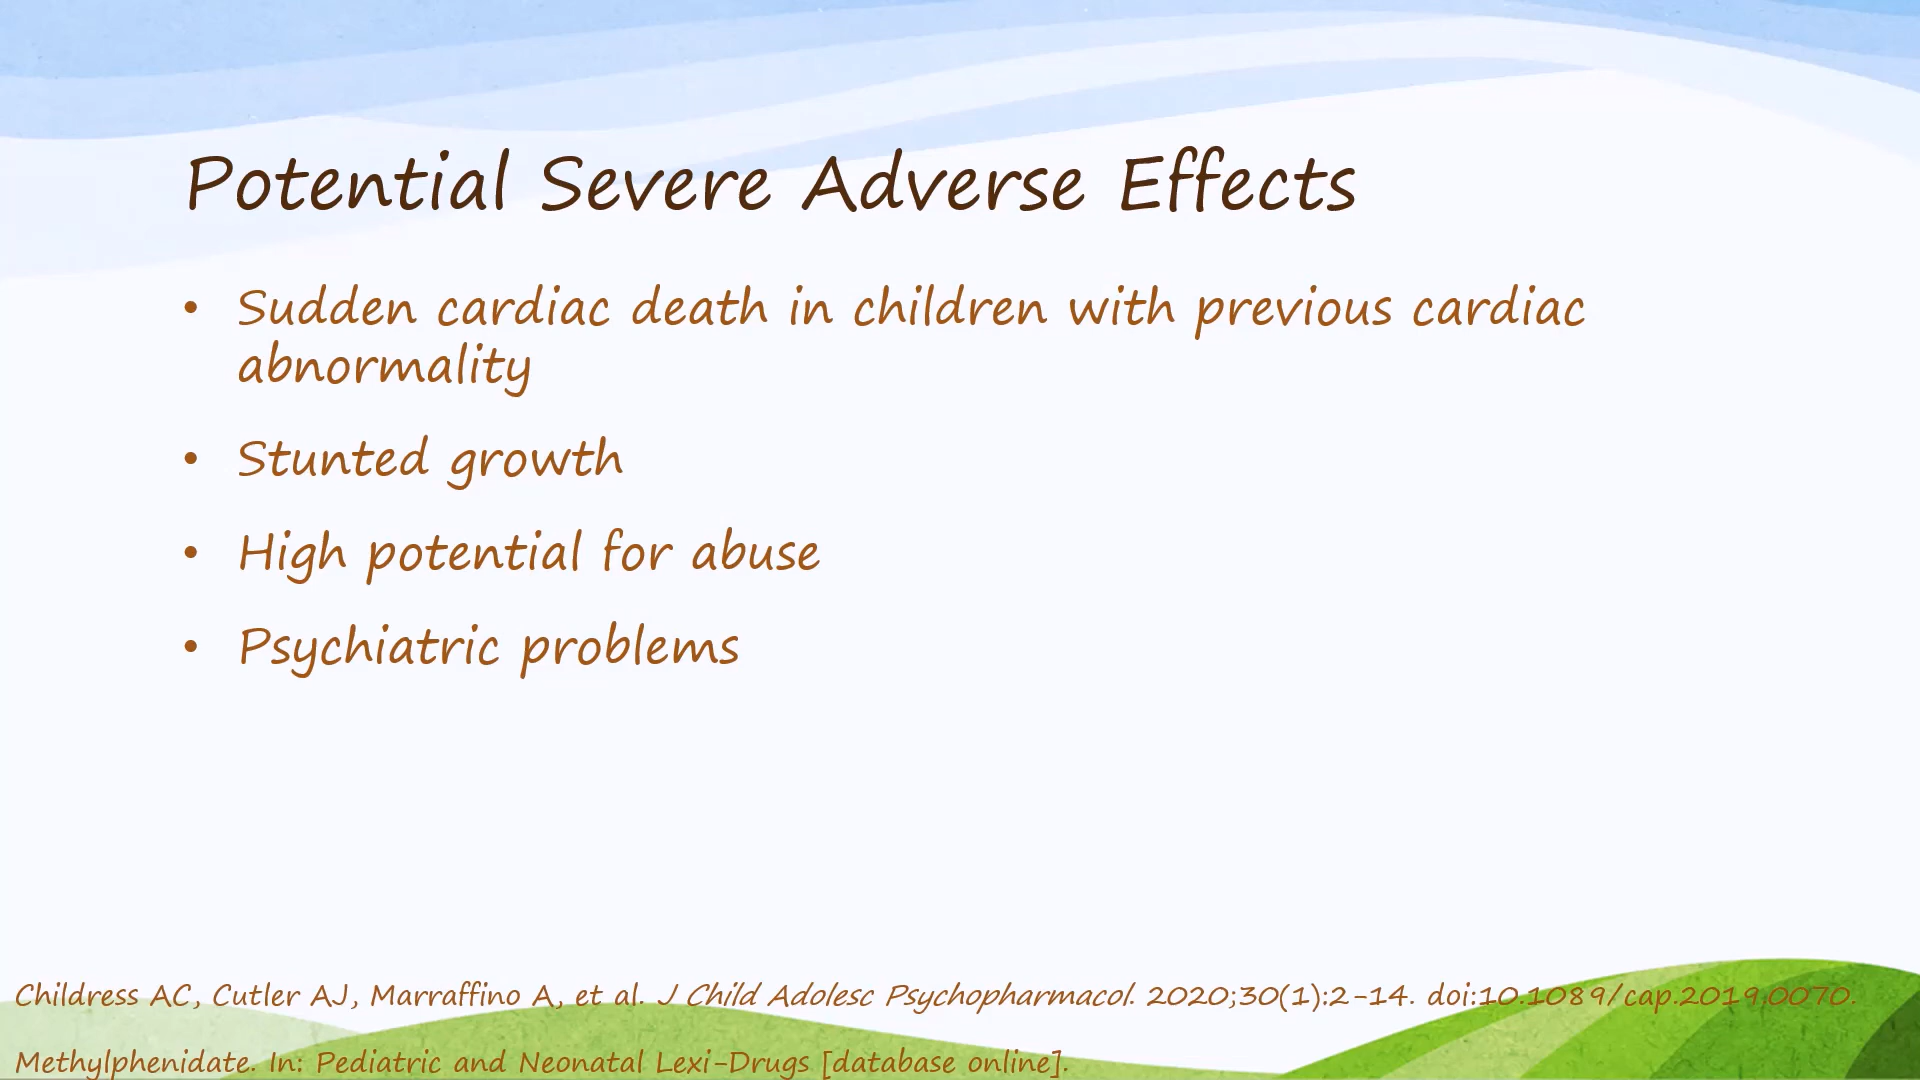 Potential Severe Adverse Effects
• Sudden cardiac death in children with previous cardiac
abnormality
• Stunted growth
• High potential for abuse
• Psychiatric problems
Childress AC, Cutler AJ, Marraffino A, et al. J Child Adolesc Psychopharmacol. 2020;30(1):2-14. doi:10.1089/cap.2019.0070.
Methylphenidate. In: Pediatric and Neonatal Lexi-Drugs [database online].